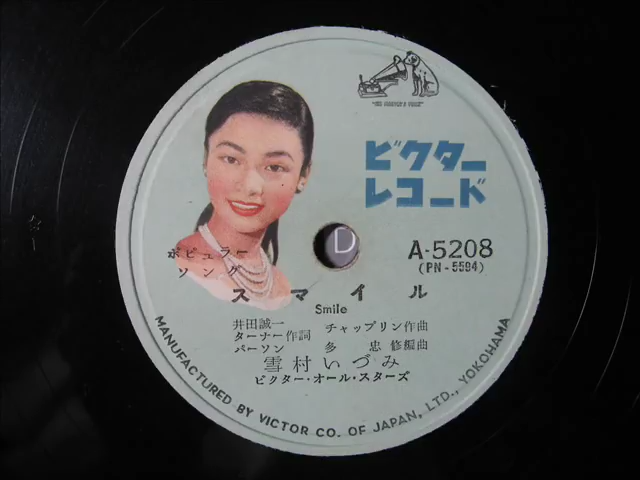 "HIS MASTER'S VOICE"
ビクター
レコード
A-5208
(PN-5594)
ポピュラー
ソング
スマイル
Smile
井田誠一
ターナー作詞 チャップリン作曲
パーソン 多 忠修編曲
雪村いづみ
ビクター・オール・スターズ
MANUFACTURED BY VICTOR CO. OF JAPAN, LTD., YOKOHAMA
D